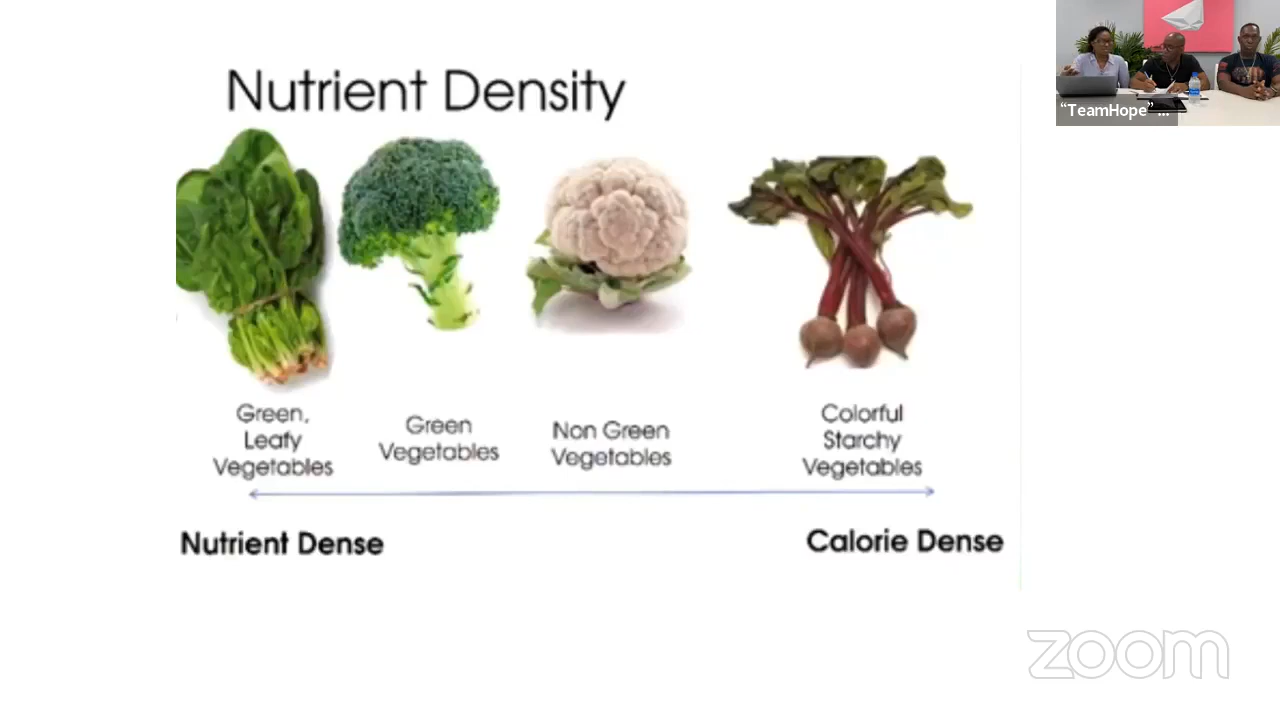 Nutrient Density
"TeamHope" ...
Green,
Leafy
Vegetables
Green
Vegetables
Non Green
Vegetables
Colorful
Starchy
Vegetables
Nutrient Dense
Calorie Dense
zoom